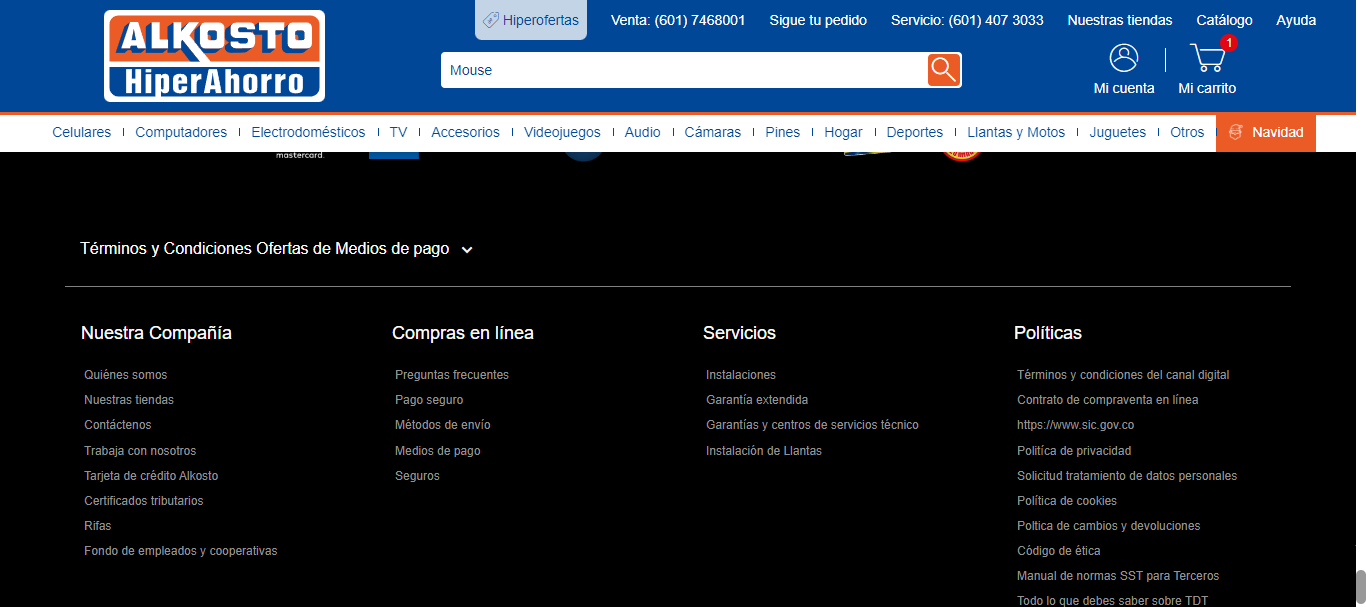 Hiperofertas Venta: (601) 7468001 Sigue tu pedido Servicio: (601) 407 3033 Nuestras tiendas Catálogo Ayuda
ALKOSTO
HiperAhorro
Mouse
1
Mi cuenta Mi carrito
Celulares Computadores Electrodomésticos TV Accesorios Videojuegos Audio Cámaras Pines Hogar Deportes Llantas y Motos Juguetes Otros Navidad
mastercard.
Términos y Condiciones Ofertas de Medios de pago
Nuestra Compañía
Quiénes somos
Nuestras tiendas
Contáctenos
Trabaja con nosotros
Tarjeta de crédito Alkosto
Certificados tributarios
Rifas
Fondo de empleados y cooperativas
Compras en línea
Preguntas frecuentes
Pago seguro
Métodos de envío
Medios de pago
Seguros
Servicios
Instalaciones
Garantía extendida
Garantías y centros de servicios técnico
Instalación de Llantas
Políticas
Términos y condiciones del canal digital
Contrato de compraventa en línea
https://www.sic.gov.co
Politíca de privacidad
Solicitud tratamiento de datos personales
Política de cookies
Poltica de cambios y devoluciones
Código de ética
Manual de normas SST para Terceros
Todo lo que debes saber sobre TDT